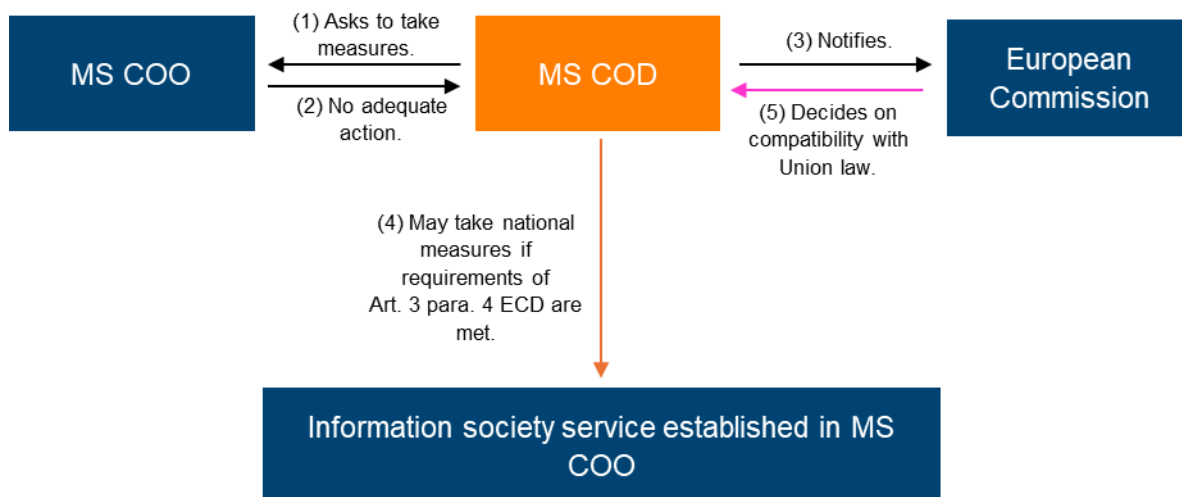 (1) Asks to take
measures.
MS COO
(2) No adequate
action.
MS COD
(3) Notifies.
(5) Decides on
compatibility with
Union law.
European
Commission
(4) May take national
measures if
requirements of
Art. 3 para. 4 ECD are
met.
Information society service established in MS
COO